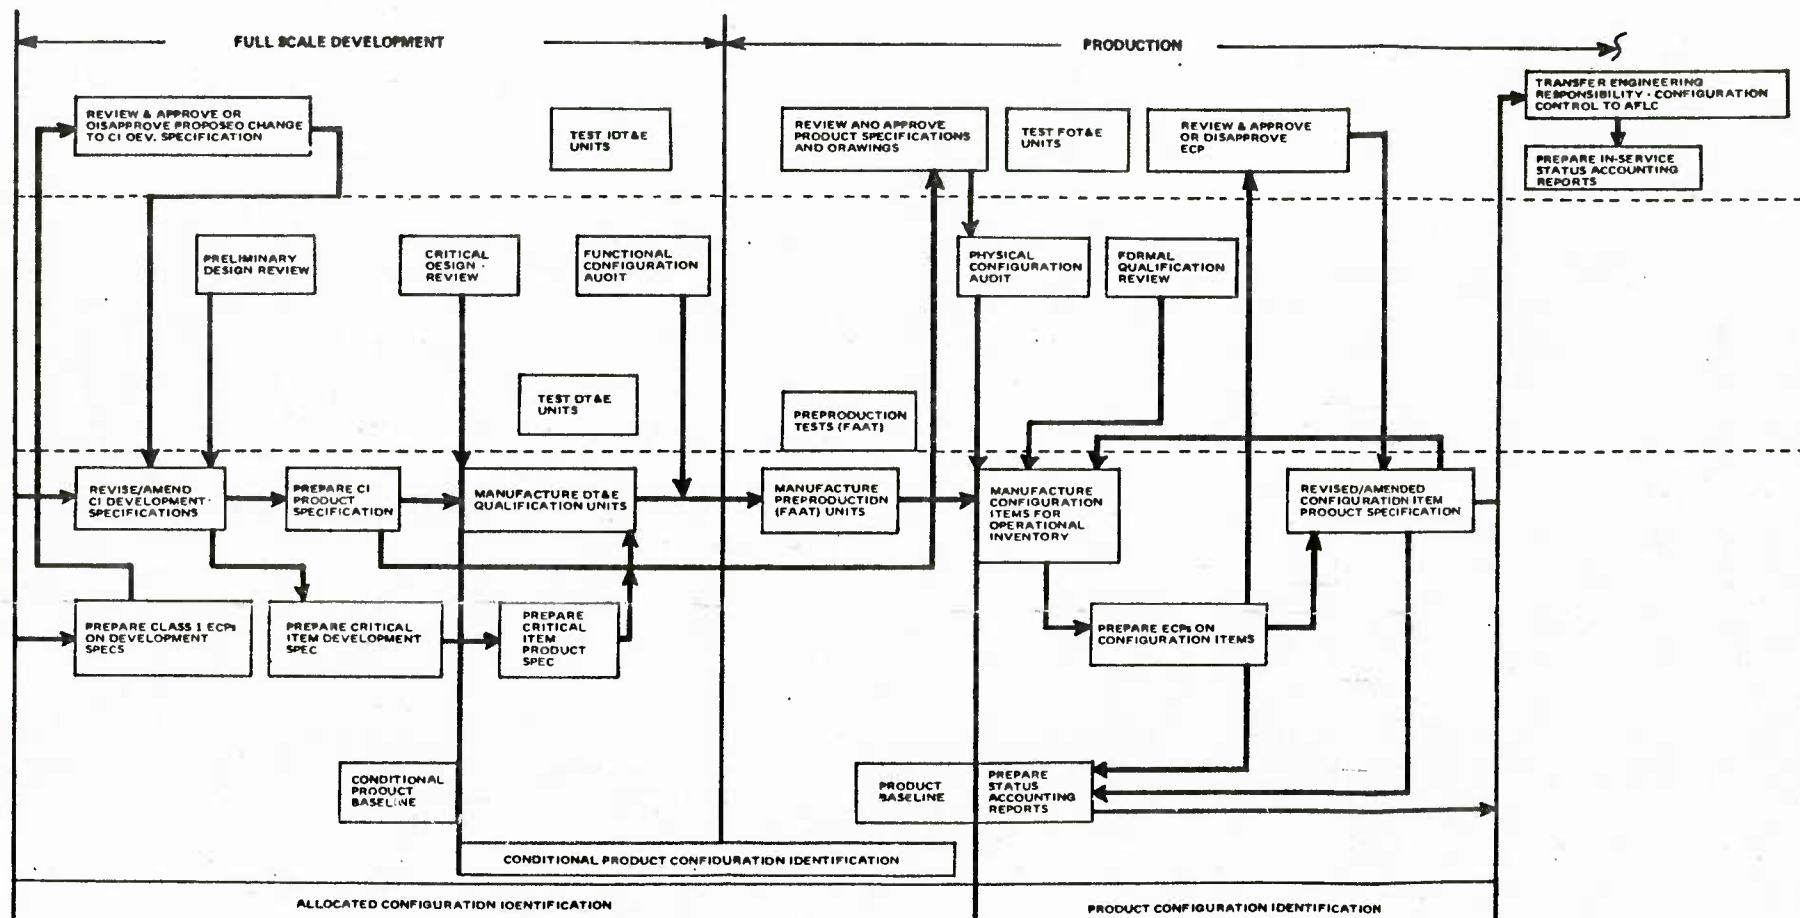 FULL SCALE DEVELOPMENT
PRODUCTION
REVIEW & APPROVE OR
DISAPPROVE PROPOSED CHANGE
TO CI DEV. SPECIFICATION
TEST IDT&E
UNITS
REVIEW AND APPROVE
PRODUCT SPECIFICATIONS
AND DRAWINGS
TEST FOT&E
UNITS
REVIEW & APPROVE
OR DISAPPROVE
ECP
TRANSFER ENGINEERING
RESPONSIBILITY - CONFIGURATION
CONTROL TO AFLC
PREPARE IN-SERVICE
STATUS ACCOUNTING
REPORTS
PRELIMINARY
DESIGN REVIEW
CRITICAL
DESIGN
REVIEW
FUNCTIONAL
CONFIGURATION
AUDIT
PHYSICAL
CONFIGURATION
AUDIT
FORMAL
QUALIFICATION
REVIEW
TEST DT&E
UNITS
PREPRODUCTION
TESTS (FAAT)
REVISE/AMEND
CI DEVELOPMENT
SPECIFICATIONS
PREPARE CI
PRODUCT
SPECIFICATION
MANUFACTURE DT&E
QUALIFICATION UNITS
MANUFACTURE
PREPRODUCTION
(FAAT) UNITS
MANUFACTURE
CONFIGURATION
ITEMS FOR
OPERATIONAL
INVENTORY
REVISED/AMENDED
CONFIGURATION ITEM
PRODUCT SPECIFICATION
PREPARE CLASS I ECPs
ON DEVELOPMENT
SPECS
PREPARE CRITICAL
ITEM DEVELOPMENT
SPEC
PREPARE
CRITICAL
ITEM
PRODUCT
SPEC
PREPARE ECPs ON
CONFIGURATION ITEMS
CONDITIONAL
PRODUCT
BASELINE
PRODUCT
BASELINE
PREPARE
STATUS
ACCOUNTING
REPORTS
CONDITIONAL PRODUCT CONFIGURATION IDENTIFICATION
ALLOCATED CONFIGURATION IDENTIFICATION
PRODUCT CONFIGURATION IDENTIFICATION